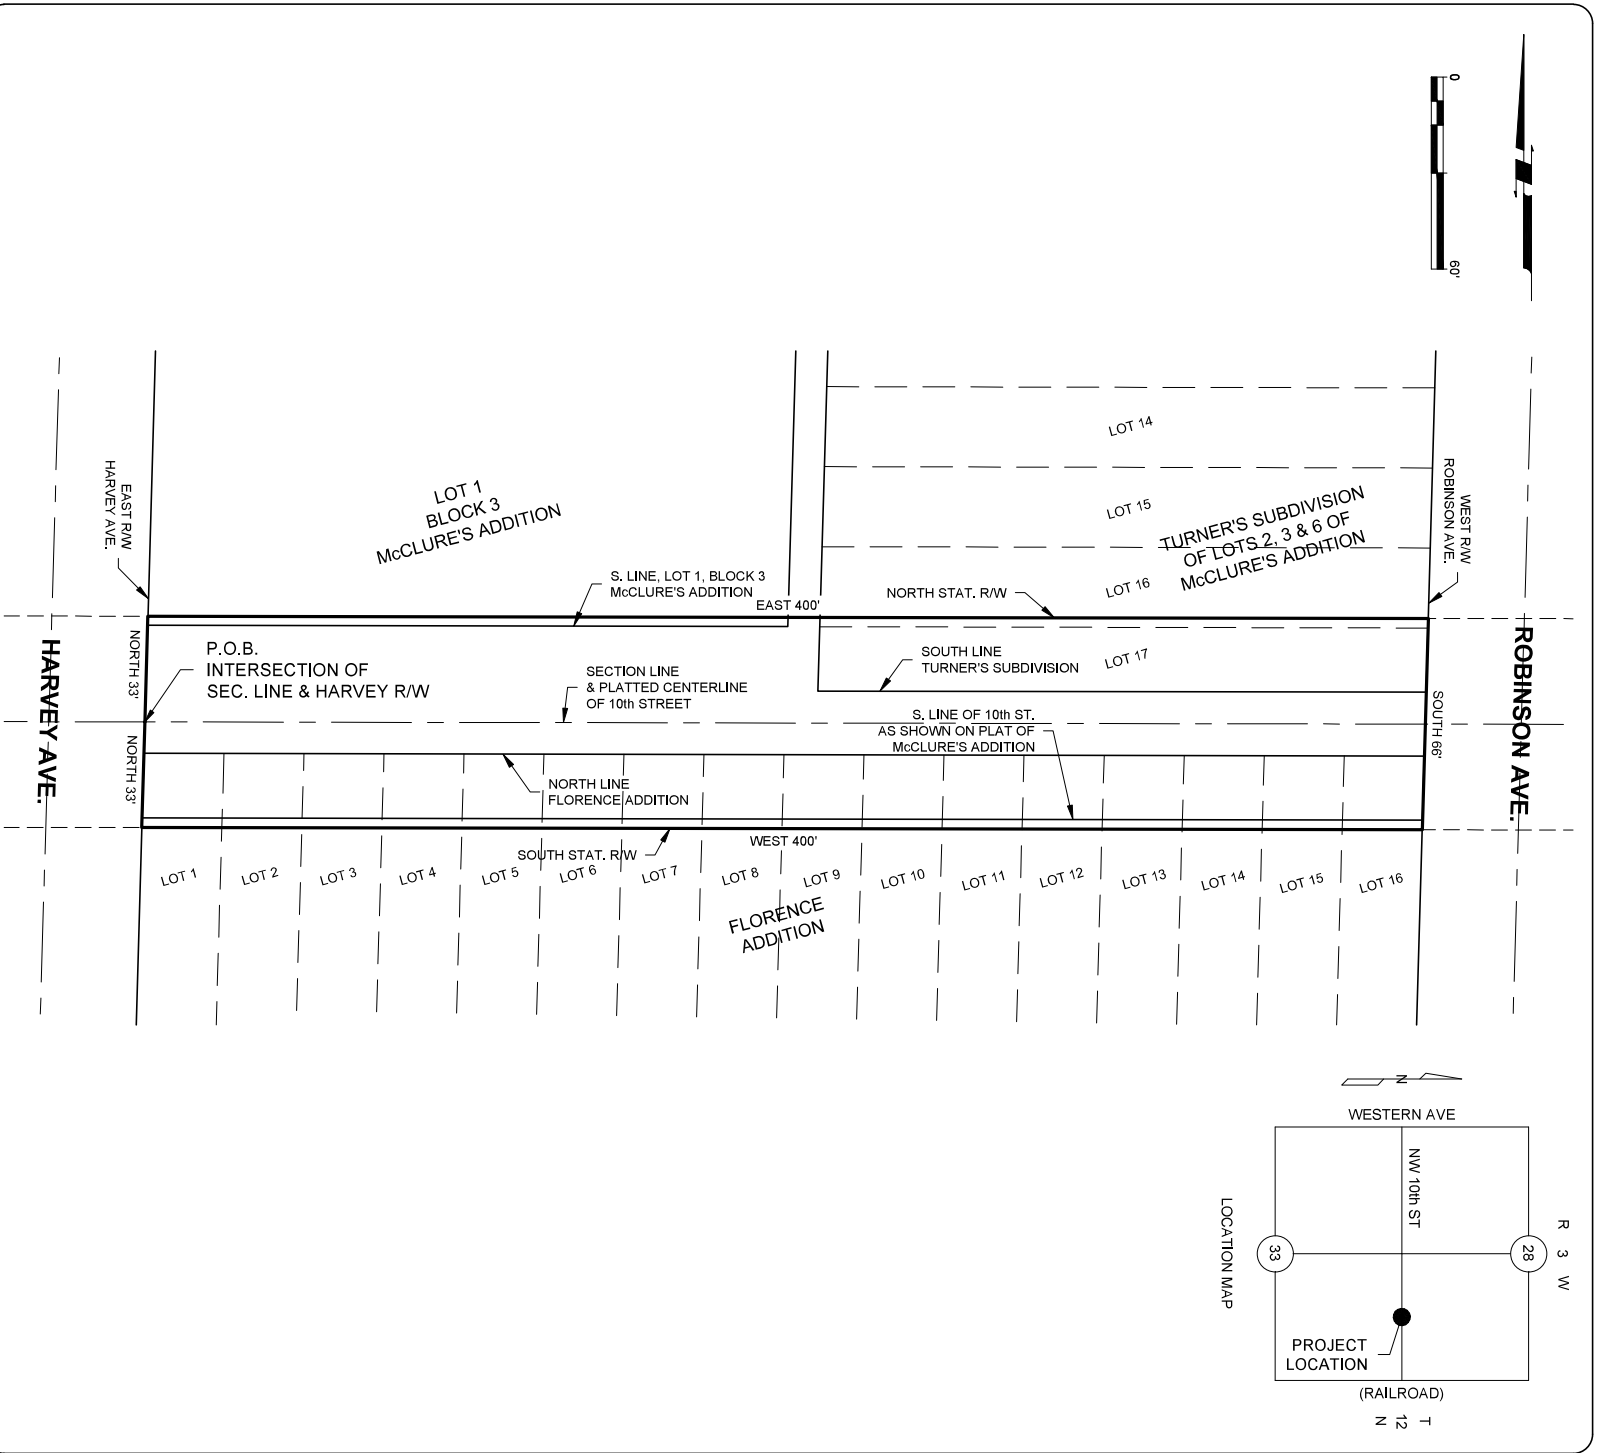 0
60'
LOT 14
LOT 15
LOT 16
LOT 17
TURNER'S SUBDIVISION
OF LOTS 2, 3 & 6 OF
McCLURE'S ADDITION
WEST R/W
ROBINSON AVE.
EAST R/W
HARVEY AVE.
LOT 1
BLOCK 3
McCLURE'S ADDITION
S. LINE, LOT 1, BLOCK 3
McCLURE'S ADDITION
EAST 400'
NORTH STAT. R/W
NORTH 33'
P.O.B.
INTERSECTION OF
SEC. LINE & HARVEY R/W
SECTION LINE
& PLATTED CENTERLINE
OF 10th STREET
SOUTH LINE
TURNER'S SUBDIVISION
S. LINE OF 10th ST.
AS SHOWN ON PLAT OF
McCLURE'S ADDITION
HARVEY AVE.
ROBINSON AVE.
SOUTH 66'
NORTH 33'
NORTH LINE
FLORENCE ADDITION
SOUTH STAT. R/W
WEST 400'
LOT 1
LOT 2
LOT 3
LOT 4
LOT 5
LOT 6
LOT 7
LOT 8
LOT 9
LOT 10
LOT 11
LOT 12
LOT 13
LOT 14
LOT 15
LOT 16
FLORENCE
ADDITION
N
WESTERN AVE
NW 10th ST
R 3 W
28
33
LOCATION MAP
PROJECT
LOCATION
(RAILROAD)
T
12
N